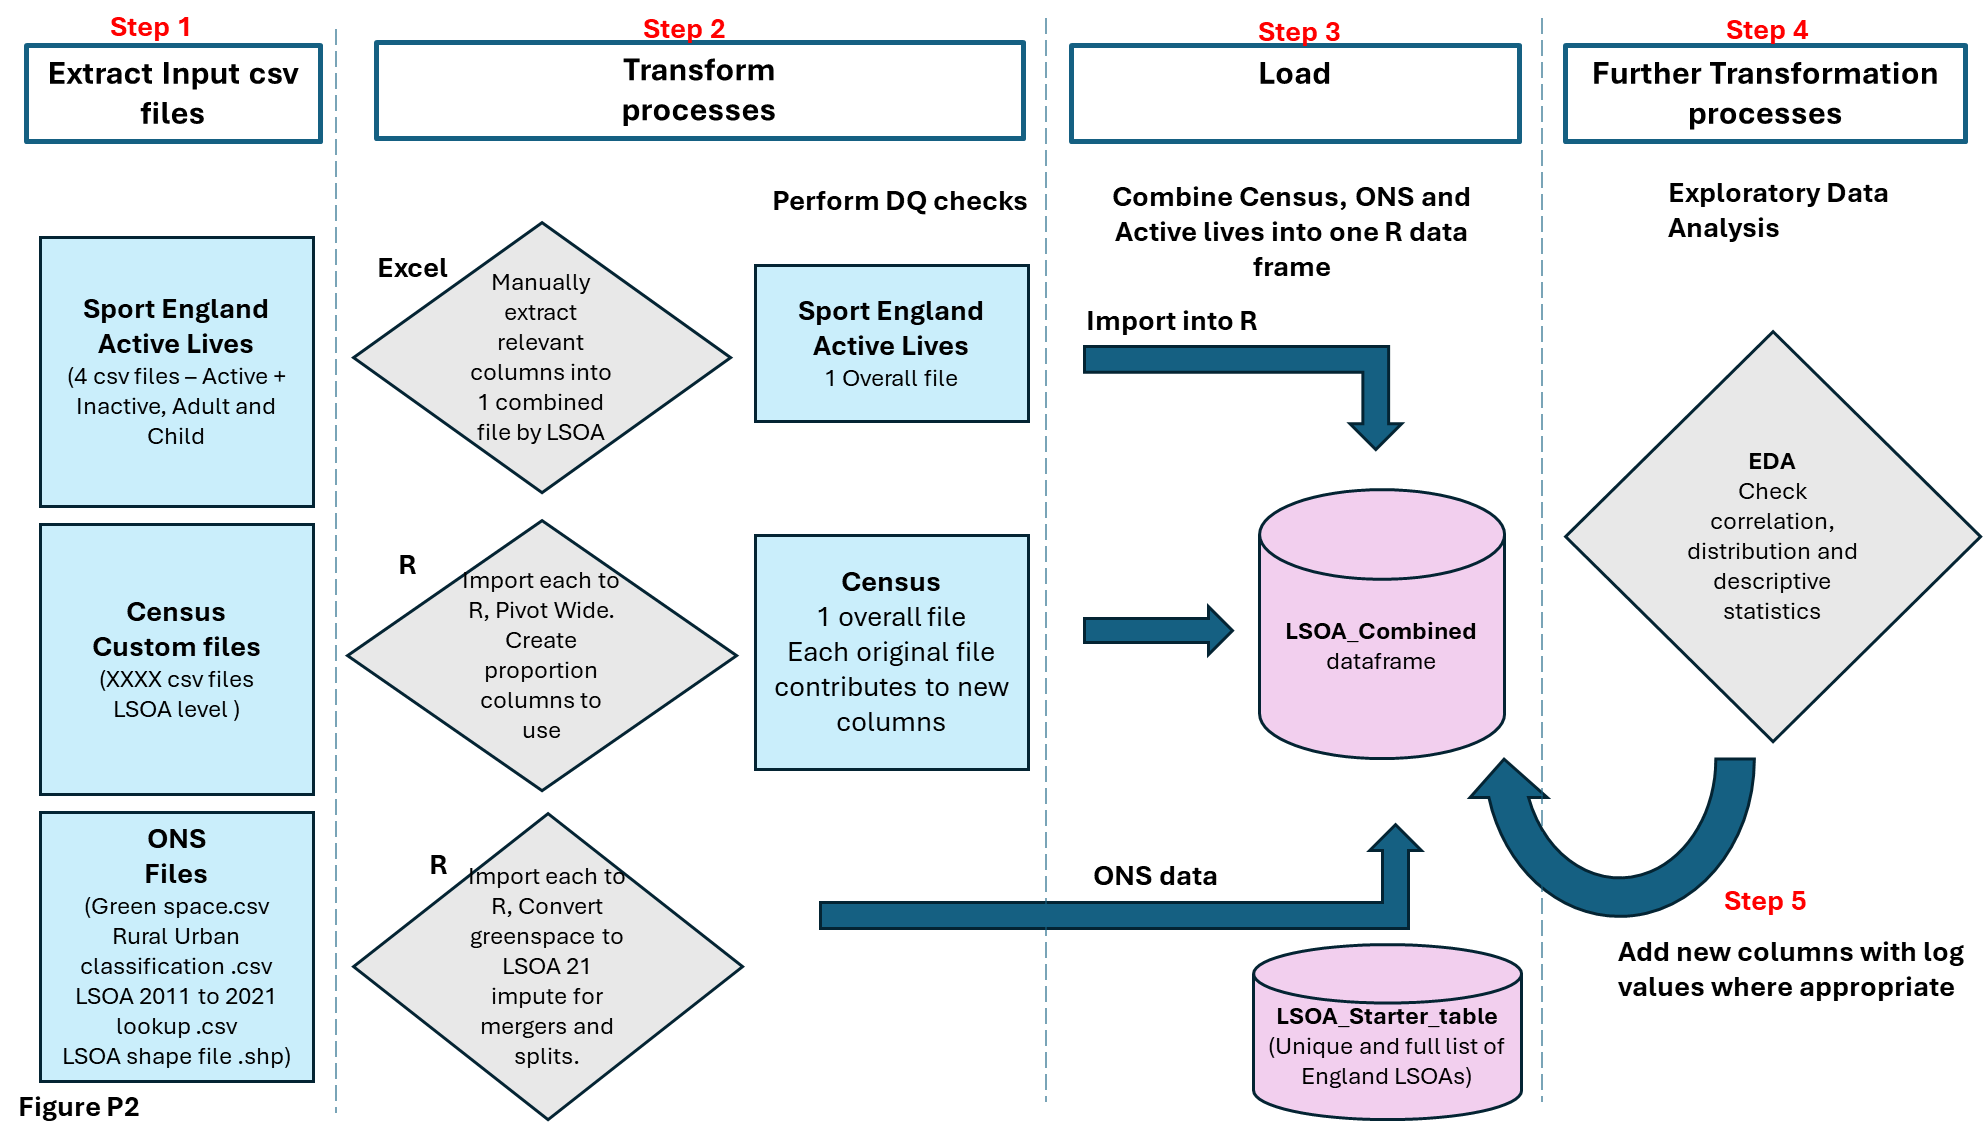 Step 1
Extract Input csv
files
Sport England
Active Lives
(4 csv files – Active +
Inactive, Adult and
Child
Census
Custom files
(XXXX csv files
LSOA level )
ONS
Files
(Green space.csv
Rural Urban
classification .csv
LSOA 2011 to 2021
lookup .csv
LSOA shape file .shp)
Figure P2
Step 2
Transform
processes
Perform DQ checks
Excel
Manually
extract
relevant
columns into
1 combined
file by LSOA
Sport England
Active Lives
1 Overall file
R
Import each to
R, Pivot Wide.
Create
proportion
columns to
use
Census
1 overall file
Each original file
contributes to new
columns
R
Import each to
R, Convert
greenspace to
LSOA 21
impute for
mergers and
splits.
Step 3
Load
Combine Census, ONS and
Active lives into one R data
frame
Import into R
LSOA_Combined
dataframe
ONS data
LSOA_Starter_table
(Unique and full list of
England LSOAs)
Step 4
Further Transformation
processes
Exploratory Data
Analysis
EDA
Check
correlation,
distribution and
descriptive
statistics
Step 5
Add new columns with log
values where appropriate